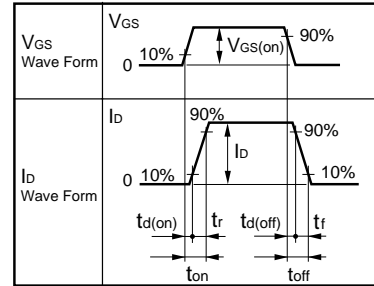 VGS
Wave Form
VGS
10%
0
VGS(on)
90%
ID
Wave Form
ID
90%
90%
0 10%
ID
10%
td(on) tr td(off) tf
ton toff